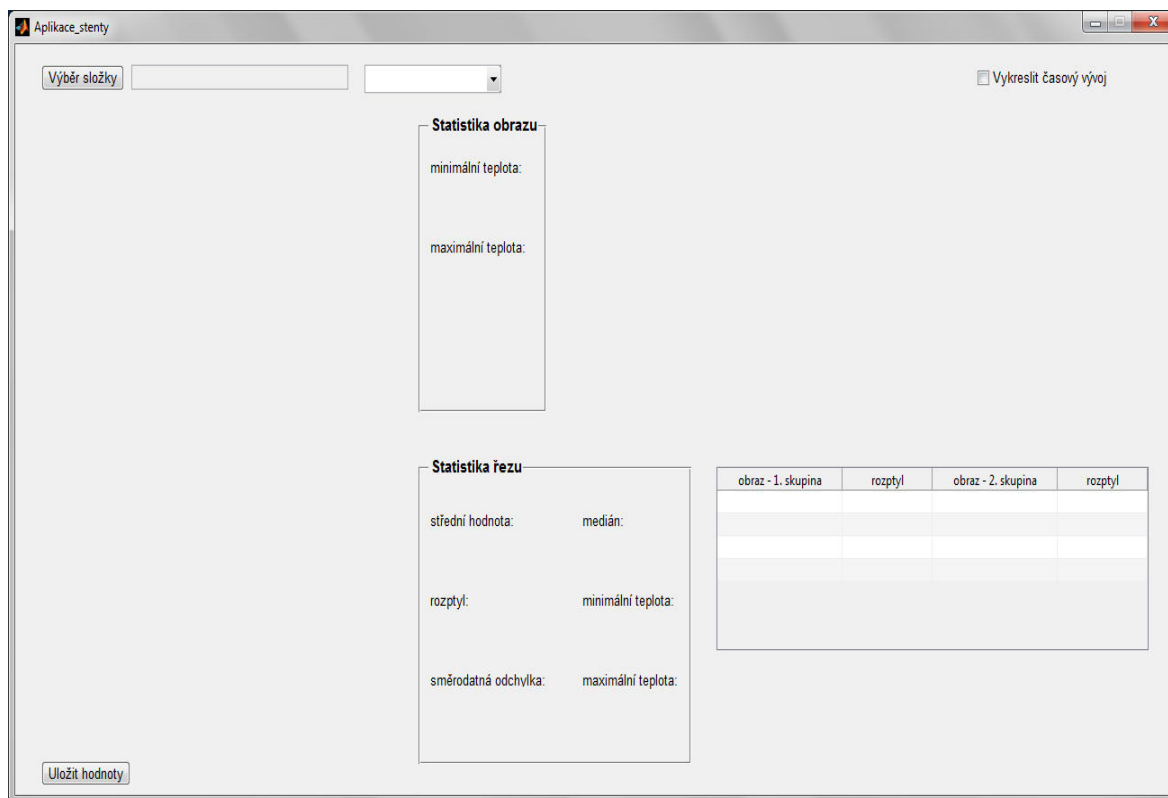 Aplikace_stenty
Výběr složky
Vykreslit časový vývoj
Statistika obrazu
minimální teplota:
maximální teplota:
Statistika řezu
střední hodnota: medián:
rozptyl: minimální teplota:
směrodatná odchylka: maximální teplota:
obraz - 1. skupina rozptyl obraz - 2. skupina rozptyl
Uložit hodnoty